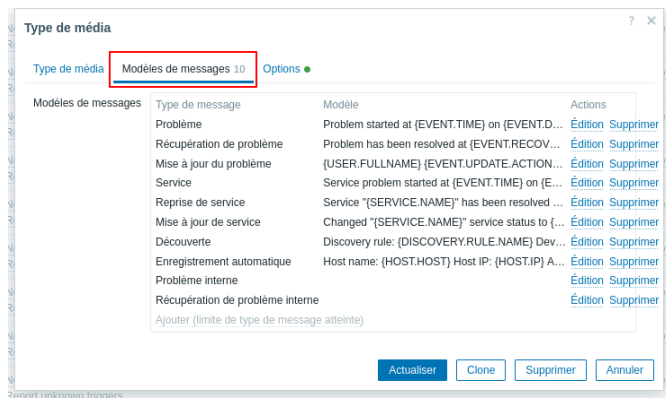 Type de média
? ×
Type de média Modèles de messages 10 Options
Modèles de messages Type de message Modèle Actions
Problème Problem started at {EVENT.TIME} on {EVENT.D... Édition Supprimer
Récupération de problème Problem has been resolved at {EVENT.RECOV... Édition Supprimer
Mise à jour du problème {USER.FULLNAME} {EVENT.UPDATE.ACTION... Édition Supprimer
Service Service problem started at {EVENT.TIME} on {E... Édition Supprimer
Reprise de service Service "{SERVICE.NAME}" has been resolved ... Édition Supprimer
Mise à jour de service Changed "{SERVICE.NAME}" service status to {... Édition Supprimer
Découverte Discovery rule: {DISCOVERY.RULE.NAME} Dev... Édition Supprimer
Enregistrement automatique Host name: {HOST.HOST} Host IP: {HOST.IP} A... Édition Supprimer
Problème interne Édition Supprimer
Récupération de problème interne Édition Supprimer
Ajouter (limite de type de message atteinte)
Actualiser Clone Supprimer Annuler
Report unknown triggers